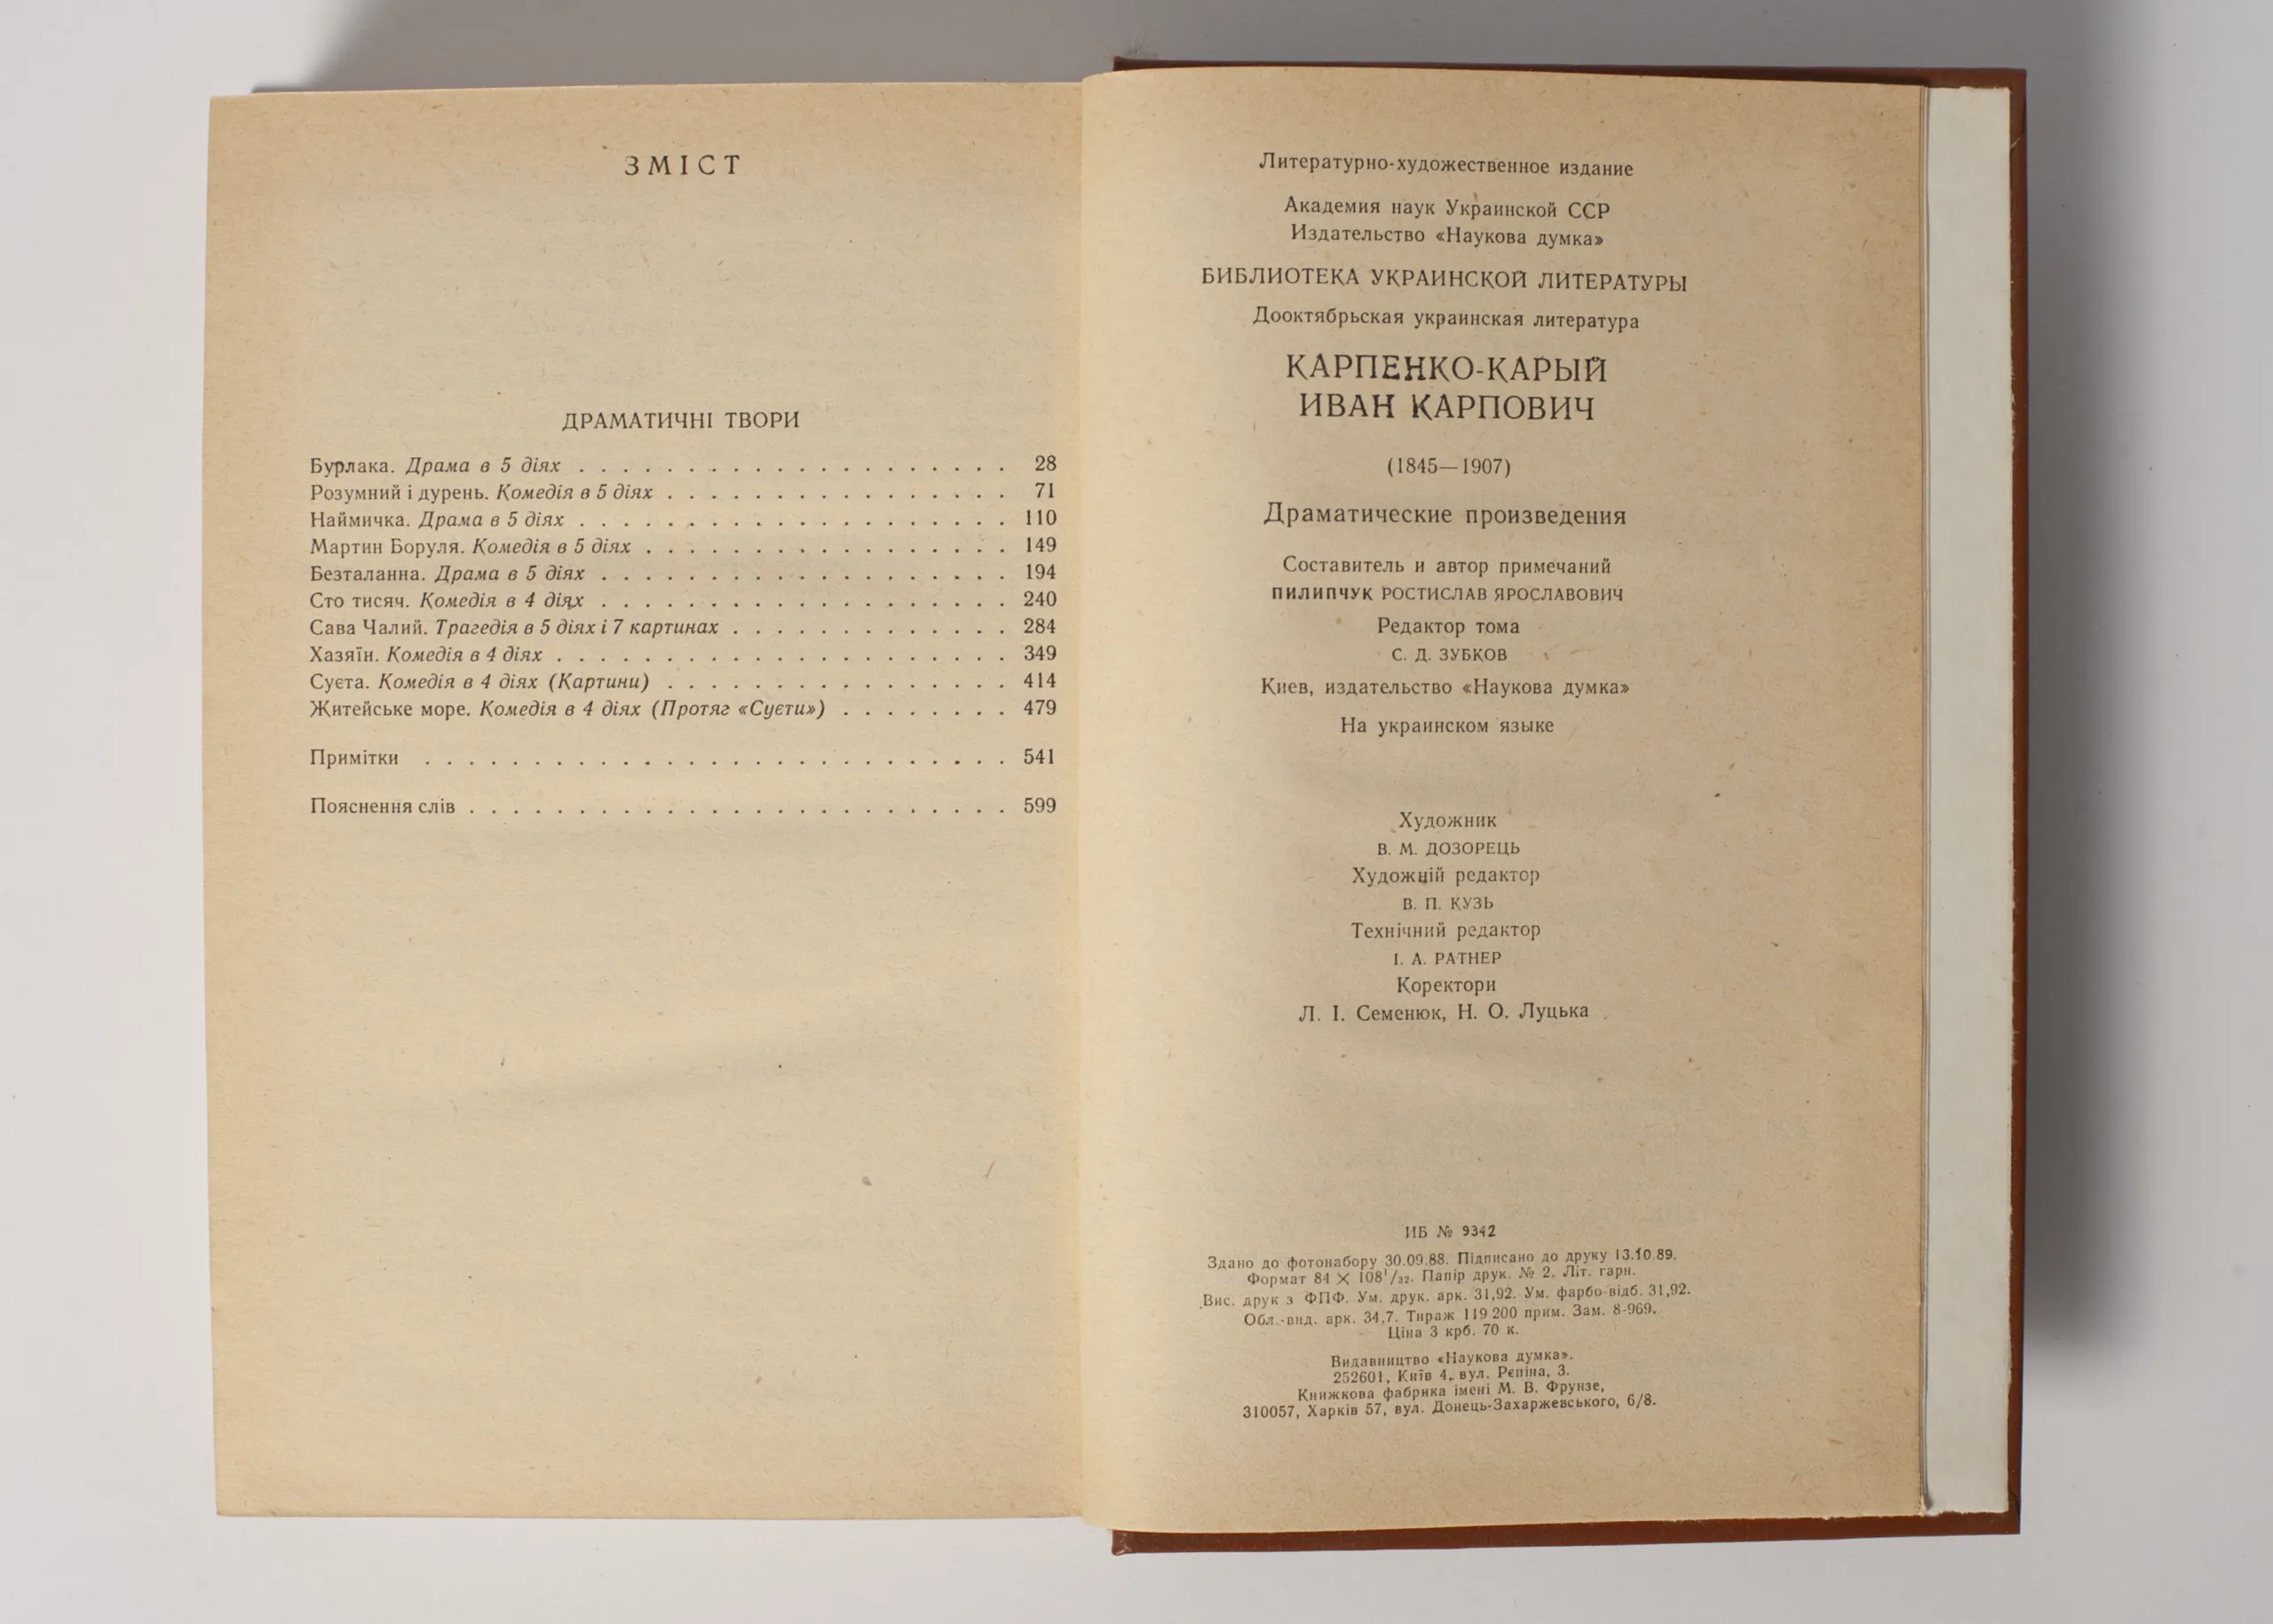 ЗМІСТ
ДРАМАТИЧНІ ТВОРИ
Бурлака. Драма в 5 діях . . . . . . . . . . . . . . . . . . . . 28
Розумний і дурень. Комедія в 5 діях . . . . . . . . . . . . . . . . 71
Наймичка. Драма в 5 діях . . . . . . . . . . . . . . . . . . . . 110
Мартин Боруля. Комедія в 5 діях . . . . . . . . . . . . . . . . . 149
Безталанна. Драма в 5 діях . . . . . . . . . . . . . . . . . . . 194
Сто тисяч. Комедія в 4 діях . . . . . . . . . . . . . . . . . . . 240
Сава Чалий. Трагедія в 5 діях і 7 картинах . . . . . . . . . . . . . 284
Хазяїн. Комедія в 4 діях . . . . . . . . . . . . . . . . . . . . . 349
Суєта. Комедія в 4 діях (Картини) . . . . . . . . . . . . . . . . 414
Житейське море. Комедія в 4 діях (Протяг «Суєти») . . . . . . . . 479
Примітки . . . . . . . . . . . . . . . . . . . . . . . . . . . 541
Пояснення слів . . . . . . . . . . . . . . . . . . . . . . . . . 599
Литературно-художественное издание
Академия наук Украинской ССР
Издательство «Наукова думка»
БИБЛИОТЕКА УКРАИНСКОЙ ЛИТЕРАТУРЫ
Дооктябрьская украинская литература
КАРПЕНКО-КАРЫЙ
ИВАН КАРПОВИЧ
(1845—1907)
Драматические произведения
Составитель и автор примечаний
ПИЛИПЧУК РОСТИСЛАВ ЯРОСЛАВОВИЧ
Редактор тома
С. Д. ЗУБКОВ
Киев, издательство «Наукова думка»
На украинском языке
Художник
В. М. ДОЗОРЕЦЬ
Художній редактор
В. П. КУЗЬ
Технічний редактор
І. А. РАТНЕР
Коректори
Л. І. Семенюк, Н. О. Луцька
ИБ № 9342
Здано до фотонабору 30.09.88. Підписано до друку 13.10.89.
Формат 84 × 108¹/₃₂. Папір друк. № 2. Літ. гарн.
Вис. друк з ФПФ. Ум. друк. арк. 31,92. Ум. фарбо-відб. 31,92.
Обл.-вид. арк. 34,7. Тираж 119 200 прим. Зам. 8-969.
Ціна 3 крб. 70 к.
Видавництво «Наукова думка».
252601, Київ 4, вул. Рєпіна, 3.
Книжкова фабрика імені М. В. Фрунзе,
310057, Харків 57, вул. Донець-Захаржевського, 6/8.